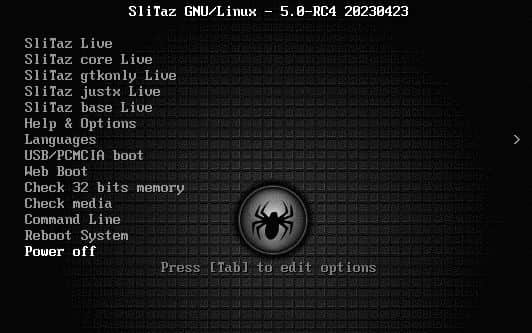 SliTaz GNU/Linux - 5.0-RC4 20230423
SliTaz Live
SliTaz core Live
SliTaz gtkonly Live
SliTaz justx Live
SliTaz base Live
Help & Options
Languages >
USB/PCMCIA boot
Web Boot
Check 32 bits memory
Check media
Command Line
Reboot System
Power off
Press [Tab] to edit options